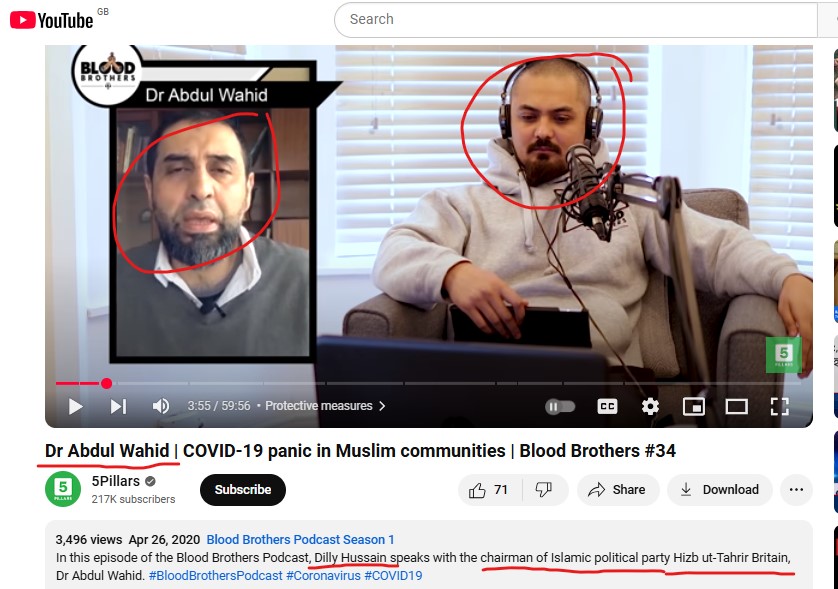 YouTube GB
Search
BLOOD
BROTHERS
Dr Abdul Wahid
5
PILLARS
3:55 / 59:56 • Protective measures >
CC
Dr Abdul Wahid | COVID-19 panic in Muslim communities | Blood Brothers #34
5
PILLARS
5Pillars
217K subscribers
Subscribe
71
Share
Download
3,496 views Apr 26, 2020 Blood Brothers Podcast Season 1
In this episode of the Blood Brothers Podcast, Dilly Hussain speaks with the chairman of Islamic political party Hizb ut-Tahrir Britain,
Dr Abdul Wahid. #BloodBrothersPodcast #Coronavirus #COVID19